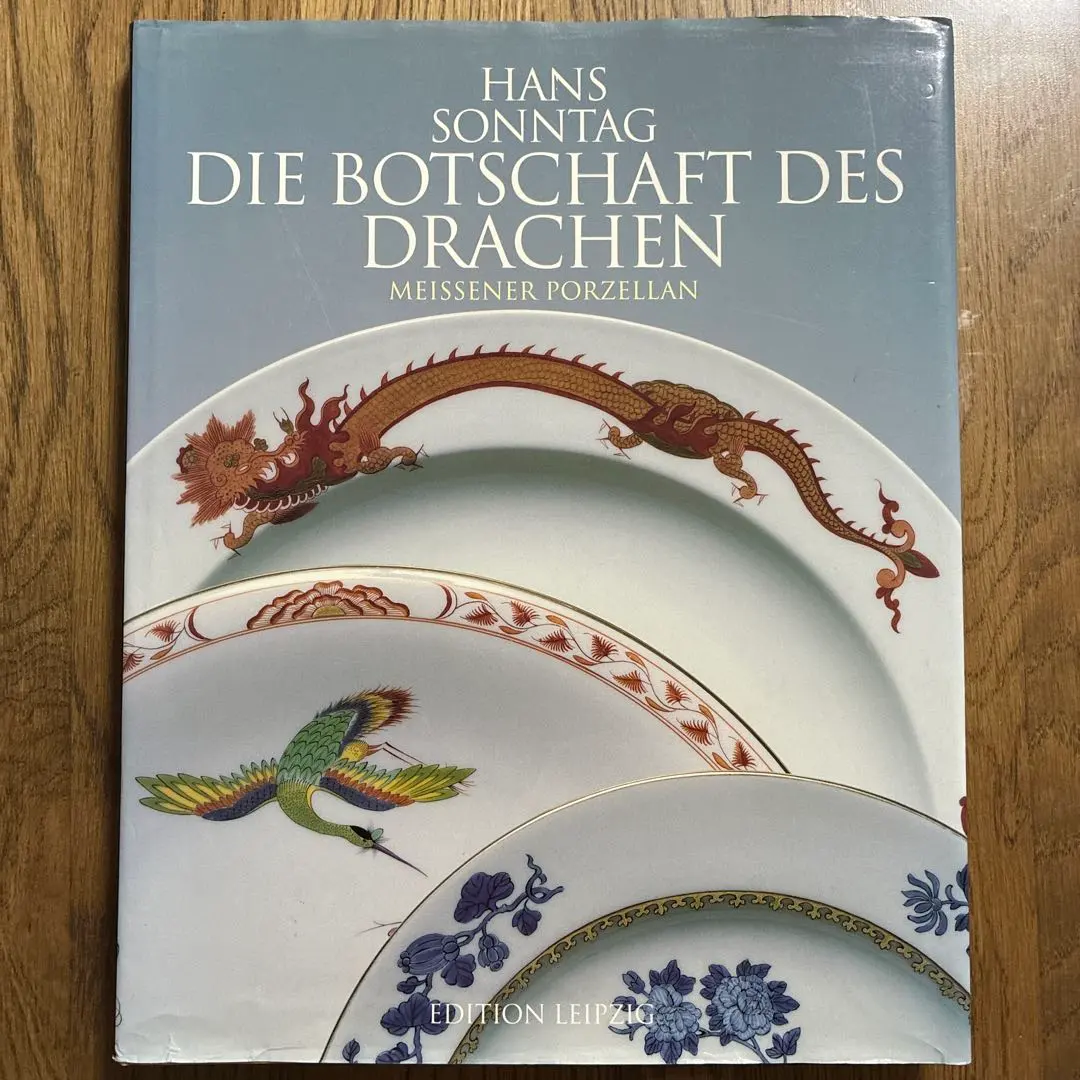 HANS
SONNTAG
DIE BOTSCHAFT DES
DRACHEN
MEISSENER PORZELLAN
EDITION LEIPZIG